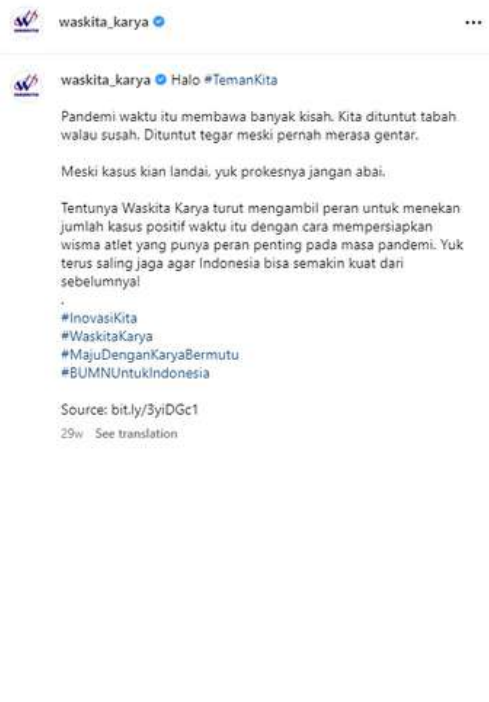 waskita_karya
waskita_karya Halo #TemanKita
Pandemi waktu itu membawa banyak kisah. Kita dituntut tabah
walau susah. Dituntut tegar meski pernah merasa gentar.
Meski kasus kian landai, yuk prokesnya jangan abai.
Tentunya Waskita Karya turut mengambil peran untuk menekan
jumlah kasus positif waktu itu dengan cara mempersiapkan
wisma atlet yang punya peran penting pada masa pandemi. Yuk
terus saling jaga agar Indonesia bisa semakin kuat dari
sebelumnya!
.
#InovasiKita
#WaskitaKarya
#MajuDenganKaryaBermutu
#BUMNUntukIndonesia
Source: bit.ly/3yiDGc1
29w See translation